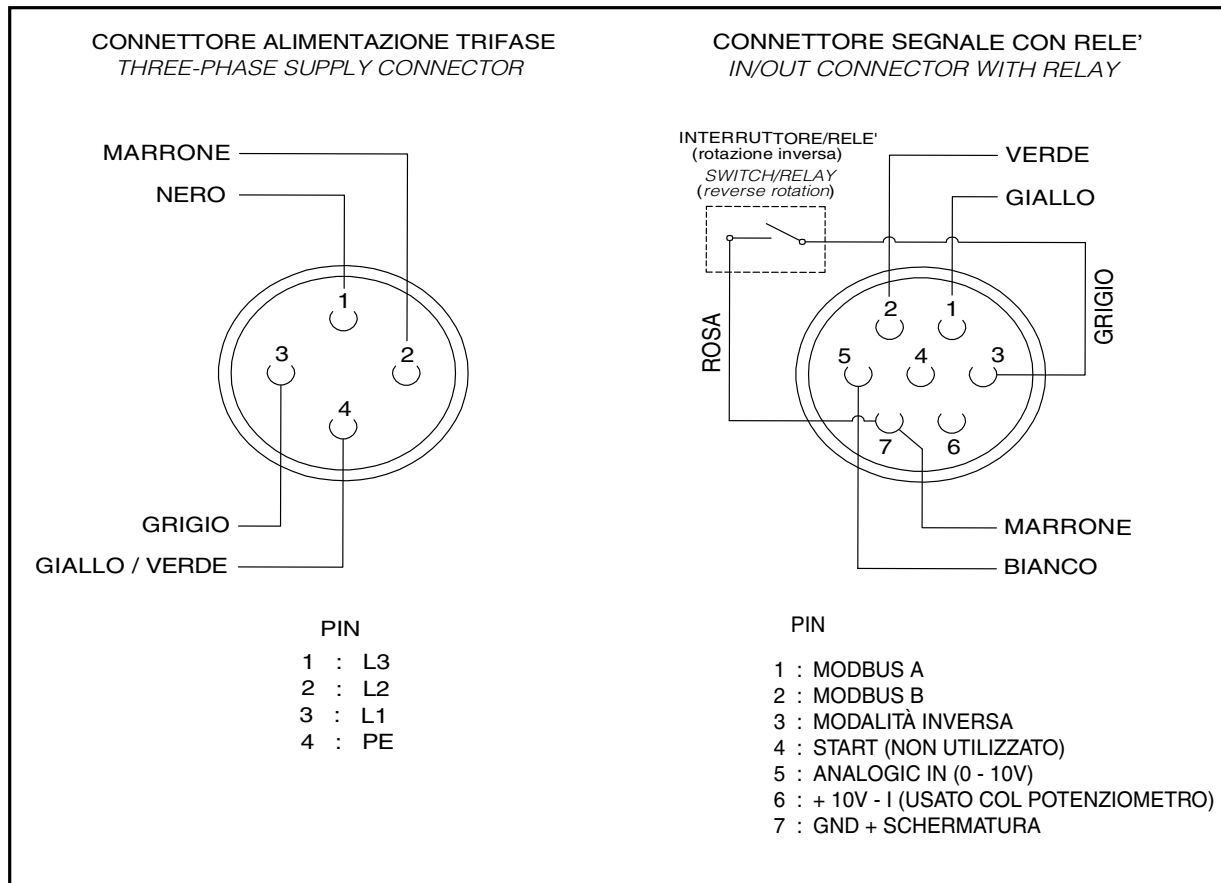 CONNETTORE ALIMENTAZIONE TRIFASE
THREE-PHASE SUPPLY CONNECTOR
MARRONE
NERO
1
3
2
4
GRIGIO
GIALLO / VERDE
PIN
1 : L3
2 : L2
3 : L1
4 : PE
CONNETTORE SEGNALE CON RELE'
IN/OUT CONNECTOR WITH RELAY
INTERRUTTORE/RELE'
(rotazione inversa)
SWITCH/RELAY
(reverse rotation)
VERDE
GIALLO
ROSA
GRIGIO
2
1
5
4
3
7
6
MARRONE
BIANCO
PIN
1 : MODBUS A
2 : MODBUS B
3 : MODALITÀ INVERSA
4 : START (NON UTILIZZATO)
5 : ANALOGIC IN (0 - 10V)
6 : + 10V - I (USATO COL POTENZIOMETRO)
7 : GND + SCHERMATURA